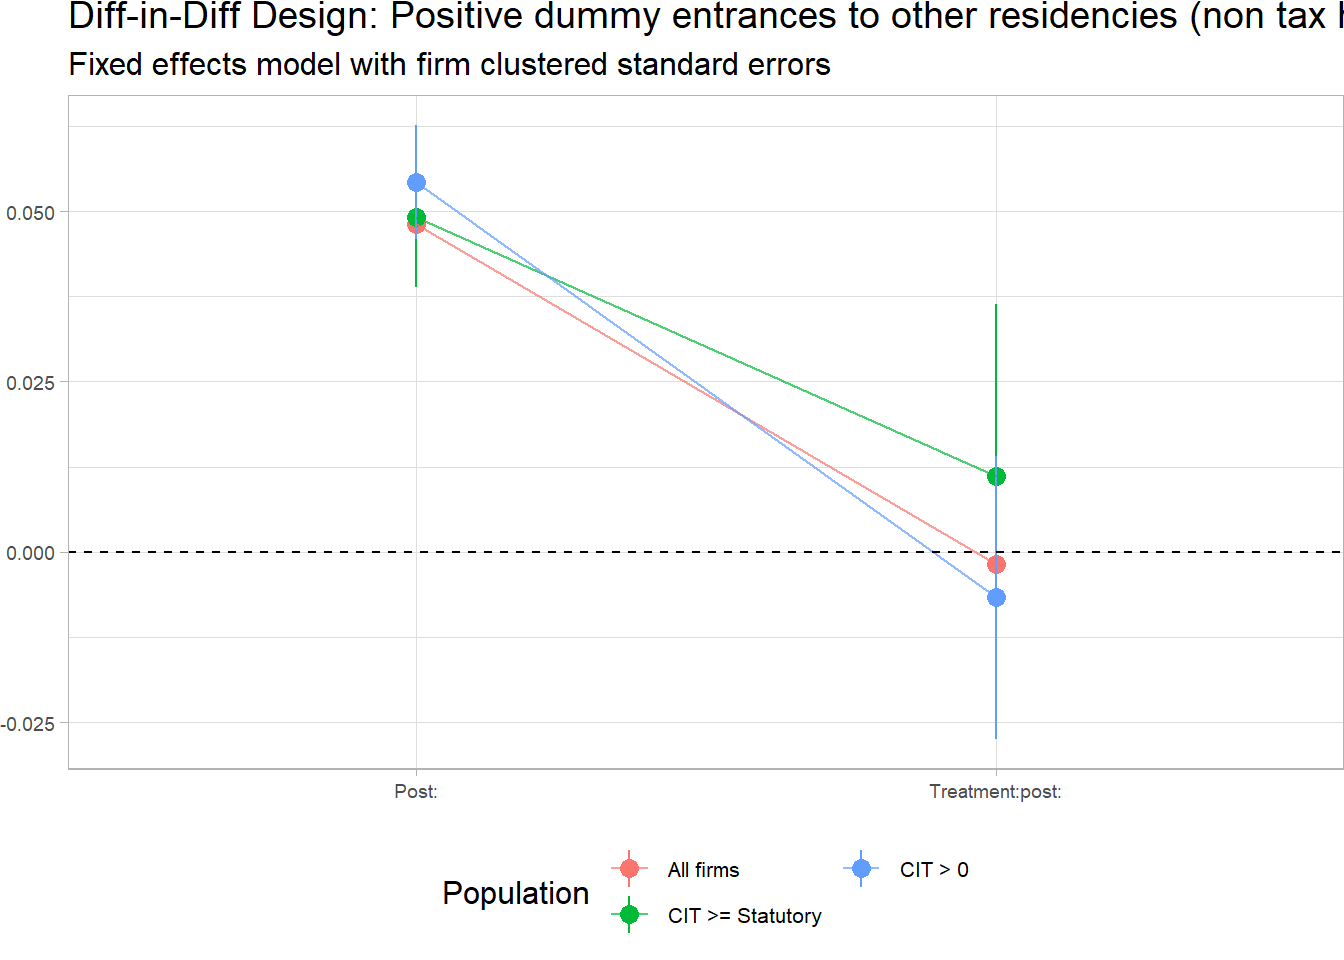 Diff-in-Diff Design: Positive dummy entrances to other residencies (non tax
Fixed effects model with firm clustered standard errors
0.050
0.025
0.000
-0.025
Post:
Treatment:post:
Population
All firms
CIT > 0
CIT >= Statutory